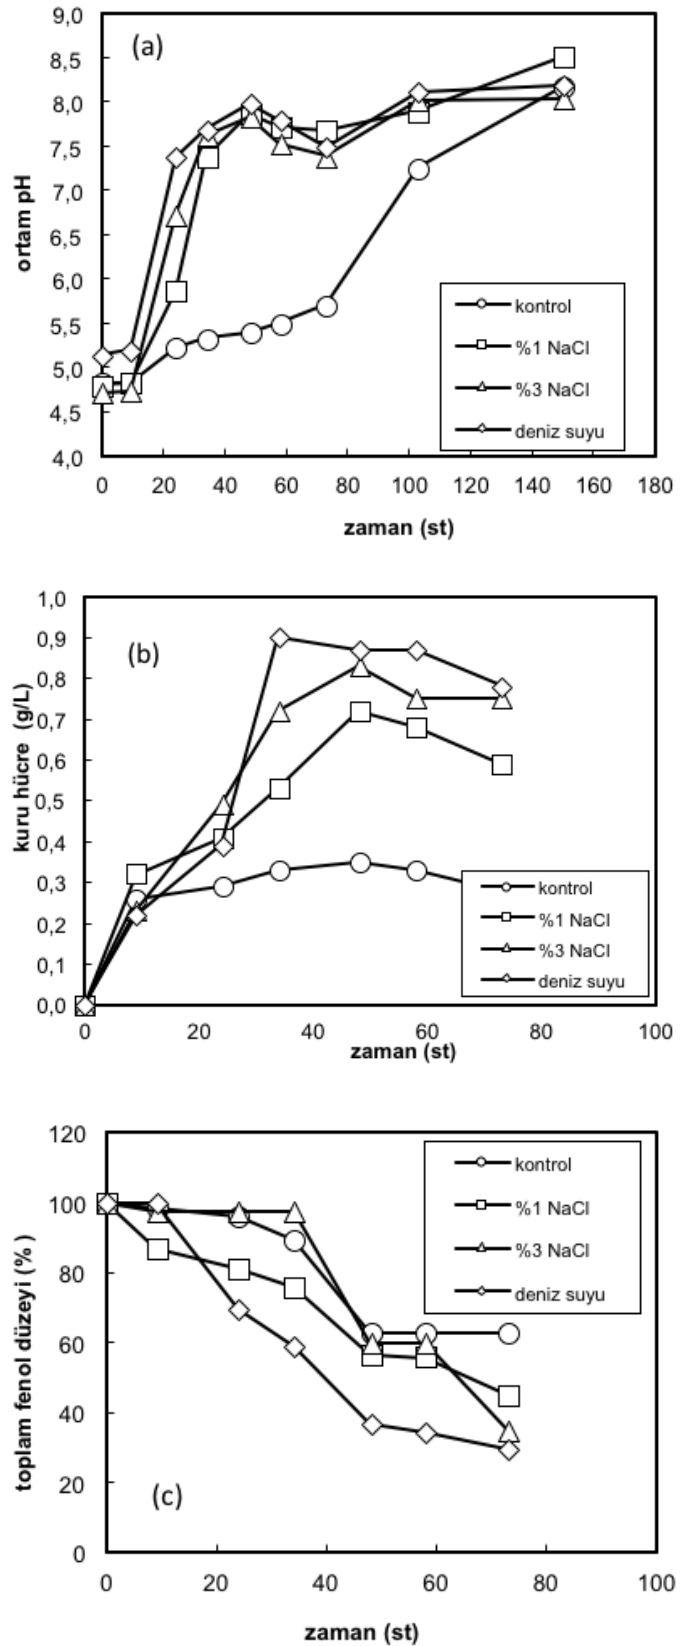 9,0
(a)
8,5
8,0
7,5
7,0
6,5
6,0
5,5
5,0
4,5
4,0
ortam pH
kontrol
%1 NaCl
%3 NaCl
deniz suyu
0 20 40 60 80 100 120 140 160 180
zaman (st)
1,0
0,9
(b)
0,8
0,7
0,6
0,5
0,4
0,3
0,2
0,1
0,0
kuru hücre (g/L)
kontrol
%1 NaCl
%3 NaCl
deniz suyu
0 20 40 60 80 100
zaman (st)
120
100
80
60
40
20
0
toplam fenol düzeyi (%)
kontrol
%1 NaCl
%3 NaCl
deniz suyu
(c)
0 20 40 60 80 100
zaman (st)